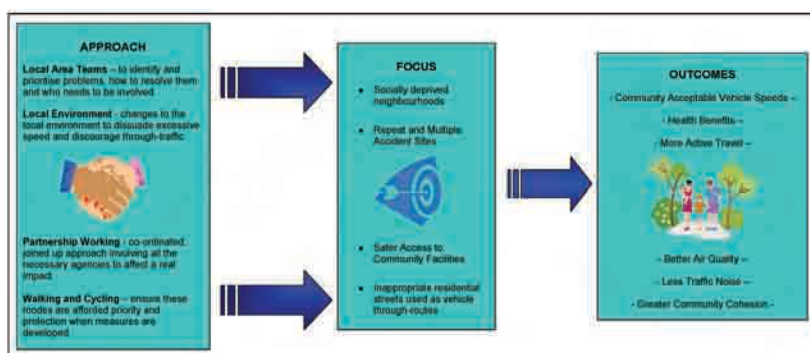 APPROACH
Local Area Teams – to identify and
prioritise problems, how to resolve them
and who needs to be involved.
Local Environment - changes to the
local environment to dissuade excessive
speed and discourage through-traffic.
Partnership Working - co-ordinated,
joined up approach involving all the
necessary agencies to affect a real
impact.
Walking and Cycling – ensure these
modes are afforded priority and
protection when measures are
developed
FOCUS
• Socially deprived
neighbourhoods
• Repeat and Multiple
Accident Sites
• Safer Access to
Community Facilities
• Inappropriate residential
streets used as vehicle
through-routes
OUTCOMES
- Community Acceptable Vehicle Speeds –
- Health Benefits –
- More Active Travel –
– Better Air Quality –
– Less Traffic Noise –
- Greater Community Cohesion -